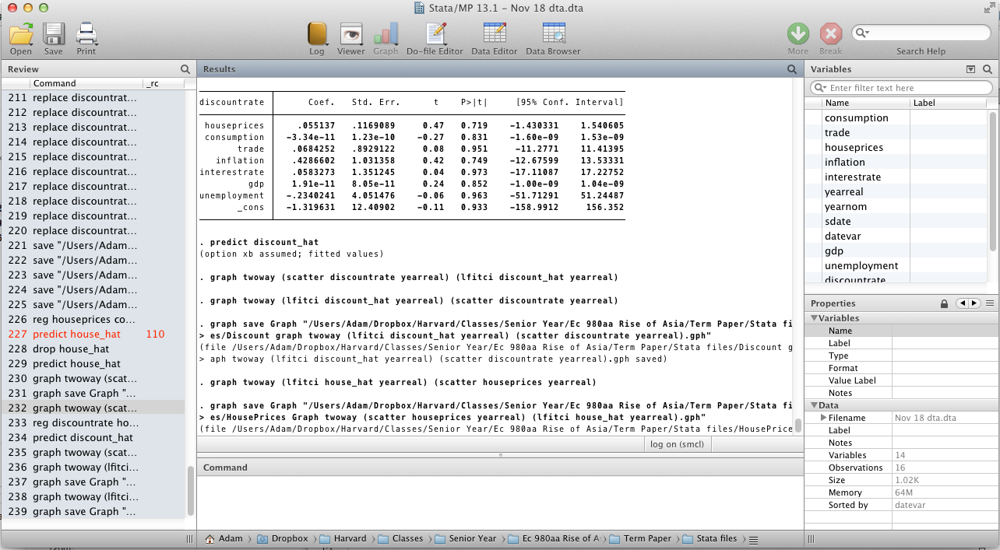 Stata/MP 13.1 – Nov 18 dta.dta
Open Save Print Log Viewer Graph Do-file Editor Data Editor Data Browser More Break Search Help
Review
Command _rc
211 replace discountrat...
212 replace discountrat...
213 replace discountrat...
214 replace discountrat...
215 replace discountrat...
216 replace discountrat...
217 replace discountrat...
218 replace discountrat...
219 replace discountrat...
220 replace discountrat...
221 save "/Users/Adam...
222 save "/Users/Adam...
223 save "/Users/Adam...
224 save "/Users/Adam...
225 save "/Users/Adam...
226 reg houseprices co...
227 predict house_hat 110
228 drop house_hat
229 predict house_hat
230 graph twoway (scat...
231 graph save Graph "...
232 graph twoway (scat...
233 reg discountrate ho...
234 predict discount_hat
235 graph twoway (scat...
236 graph twoway (lfitci...
237 graph save Graph "...
238 graph twoway (lfitci...
239 graph save Graph "...
Results
discountrate Coef. Std. Err. t P>|t| [95% Conf. Interval]
houseprices .055137 .1169089 0.47 0.719 -1.430331 1.540605
consumption -3.34e-11 1.23e-10 -0.27 0.831 -1.60e-09 1.53e-09
trade .0684252 .8929122 0.08 0.951 -11.2771 11.41395
inflation .4286602 1.031358 0.42 0.749 -12.67599 13.53331
interestrate .0583273 1.351245 0.04 0.973 -17.11087 17.22752
gdp 1.91e-11 8.05e-11 0.24 0.852 -1.00e-09 1.04e-09
unemployment -.2340241 4.051476 -0.06 0.963 -51.71291 51.24487
_cons -1.319631 12.40902 -0.11 0.933 -158.9912 156.352
. predict discount_hat
(option xb assumed; fitted values)
. graph twoway (scatter discountrate yearreal) (lfitci discount_hat yearreal)
. graph twoway (lfitci discount_hat yearreal) (scatter discountrate yearreal)
. graph save Graph "/Users/Adam/Dropbox/Harvard/Classes/Senior Year/Ec 980aa Rise of Asia/Term Paper/Stata fi
> es/Discount graph twoway (lfitci discount_hat yearreal) (scatter discountrate yearreal).gph"
(file /Users/Adam/Dropbox/Harvard/Classes/Senior Year/Ec 980aa Rise of Asia/Term Paper/Stata files/Discount g
> aph twoway (lfitci discount_hat yearreal) (scatter discountrate yearreal).gph saved)
. graph twoway (lfitci house_hat yearreal) (scatter houseprices yearreal)
. graph save Graph "/Users/Adam/Dropbox/Harvard/Classes/Senior Year/Ec 980aa Rise of Asia/Term Paper/Stata fi
> es/HousePrices Graph twoway (scatter houseprices yearreal) (lfitci house_hat yearreal).gph"
(file /Users/Adam/Dropbox/Harvard/Classes/Senior Year/Ec 980aa Rise of Asia/Term Paper/Stata files/HousePrice
log on (smcl)
Command
Adam Dropbox Harvard Classes Senior Year Ec 980aa Rise of A Term Paper Stata files
Variables
Enter filter text here
Name Label
consumption
trade
houseprices
inflation
interestrate
yearreal
yearnom
sdate
datevar
gdp
unemployment
discountrate
Properties
Variables
Name
Label
Type
Format
Value Label
Notes
Data
Filename Nov 18 dta.dta
Label
Notes
Variables 14
Observations 16
Size 1.02K
Memory 64M
Sorted by datevar